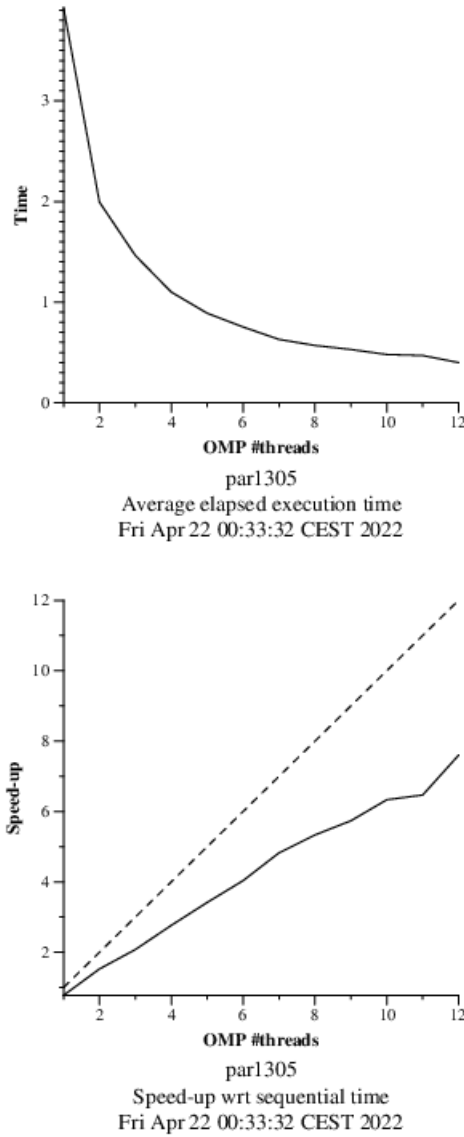 3
2
1
0
Time
2 4 6 8 10 12
OMP #threads
par1305
Average elapsed execution time
Fri Apr 22 00:33:32 CEST 2022
12
10
8
6
4
2
Speed-up
2 4 6 8 10 12
OMP #threads
par1305
Speed-up wrt sequential time
Fri Apr 22 00:33:32 CEST 2022